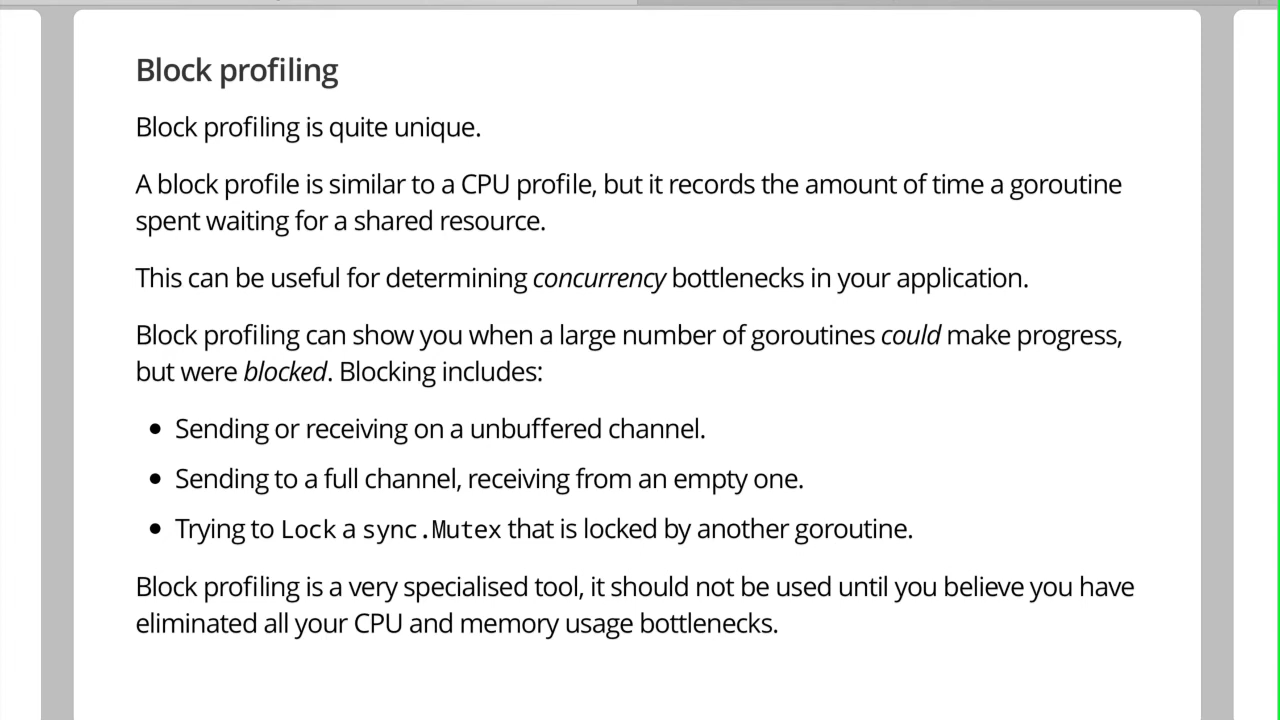 Block profiling
Block profiling is quite unique.
A block profile is similar to a CPU profile, but it records the amount of time a goroutine
spent waiting for a shared resource.
This can be useful for determining concurrency bottlenecks in your application.
Block profiling can show you when a large number of goroutines could make progress,
but were blocked. Blocking includes:
• Sending or receiving on a unbuffered channel.
• Sending to a full channel, receiving from an empty one.
• Trying to Lock a sync.Mutex that is locked by another goroutine.
Block profiling is a very specialised tool, it should not be used until you believe you have
eliminated all your CPU and memory usage bottlenecks.